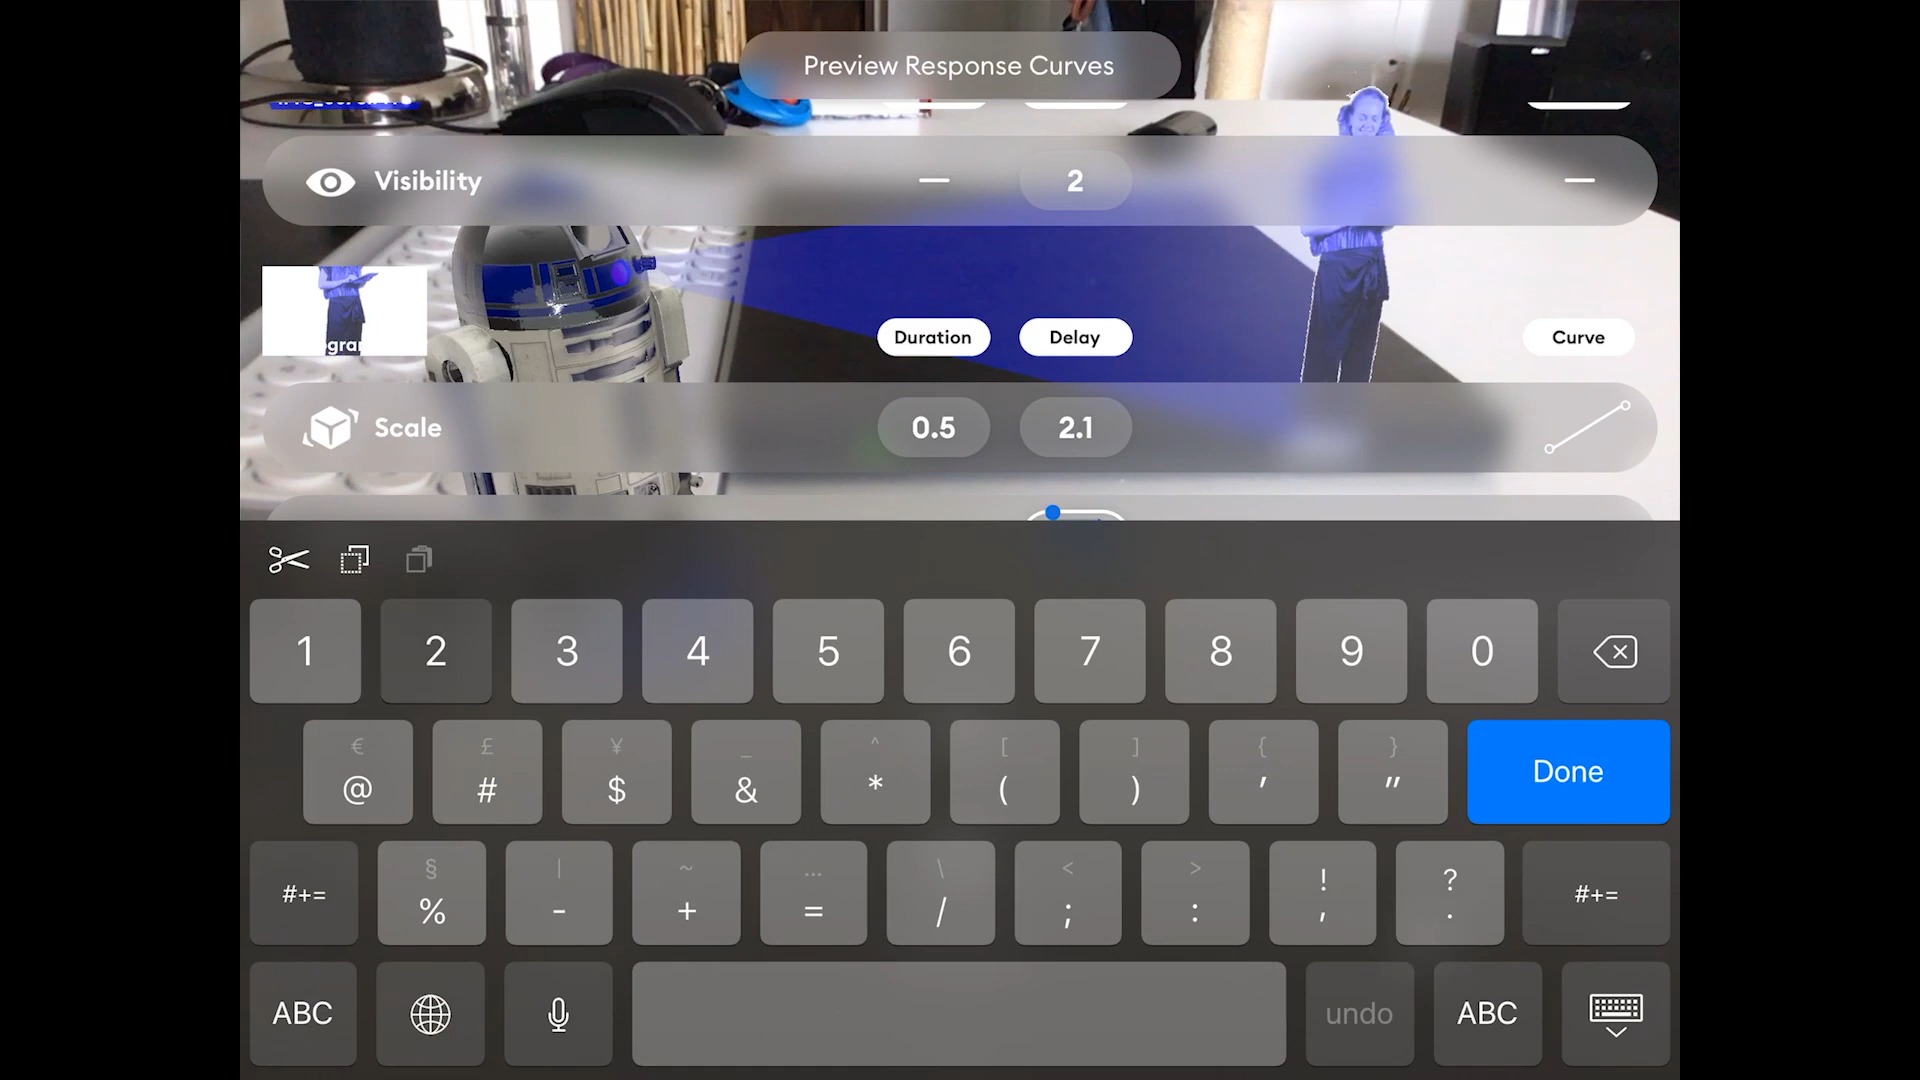 Preview Response Curves
Visibility
2
Duration
Delay
Curve
Scale
0.5
2.1
1 2 3 4 5 6 7 8 9 0
€ £ ¥ _ ^ [ ] { }
@ # $ & * ( ) ' " Done
§ | ~ … \ < > ! ?
#+= % - + = / ; : , . #+=
ABC undo ABC